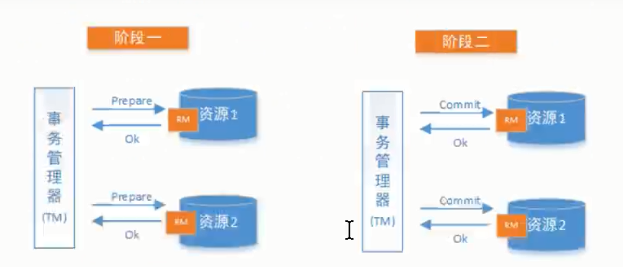 阶段一
事务管理器
(TM)
Prepare
Ok
RM
资源1
Prepare
Ok
RM
资源2
阶段二
事务管理器
(TM)
Commit
Ok
RM
资源1
Commit
Ok
RM
资源2